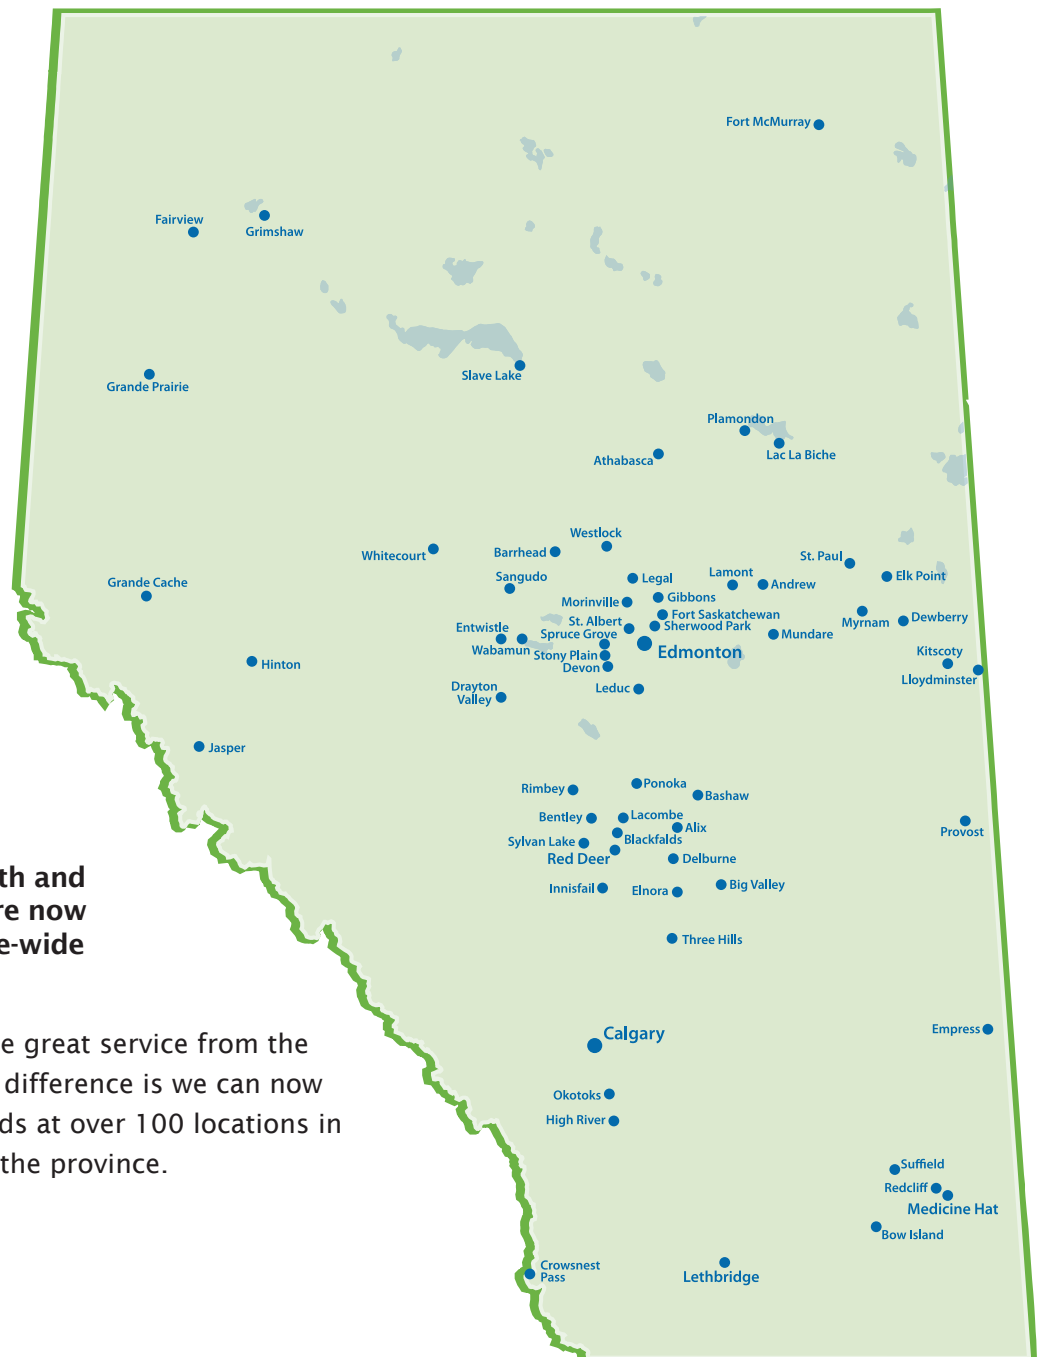 Fort McMurray
Fairview
Grimshaw
Grande Prairie
Slave Lake
Plamondon
Lac La Biche
Athabasca
Westlock
Whitecourt
Barrhead
St. Paul
Sangudo
Legal
Lamont
Andrew
Elk Point
Grande Cache
Morinville
Gibbons
Fort Saskatchewan
Myrnam
Dewberry
St. Albert
Sherwood Park
Entwistle
Spruce Grove
Mundare
Wabamun
Edmonton
Kitscoty
Stony Plain
Hinton
Devon
Lloydminster
Drayton
Valley
Leduc
Jasper
Rimbey
Ponoka
Bashaw
Bentley
Lacombe
Alix
Provost
Sylvan Lake
Blackfalds
Red Deer
Delburne
Innisfail
Elnora
Big Valley
Three Hills
th and
re now
e-wide
Empress
Calgary
e great service from the
difference is we can now
ds at over 100 locations in
the province.
Okotoks
High River
Suffield
Redcliff
Medicine Hat
Bow Island
Crowsnest
Pass
Lethbridge